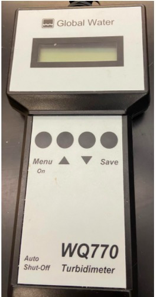 Global Water
Menu ▲ ▼ Save
On
Auto WQ770
Shut-Off Turbidimeter